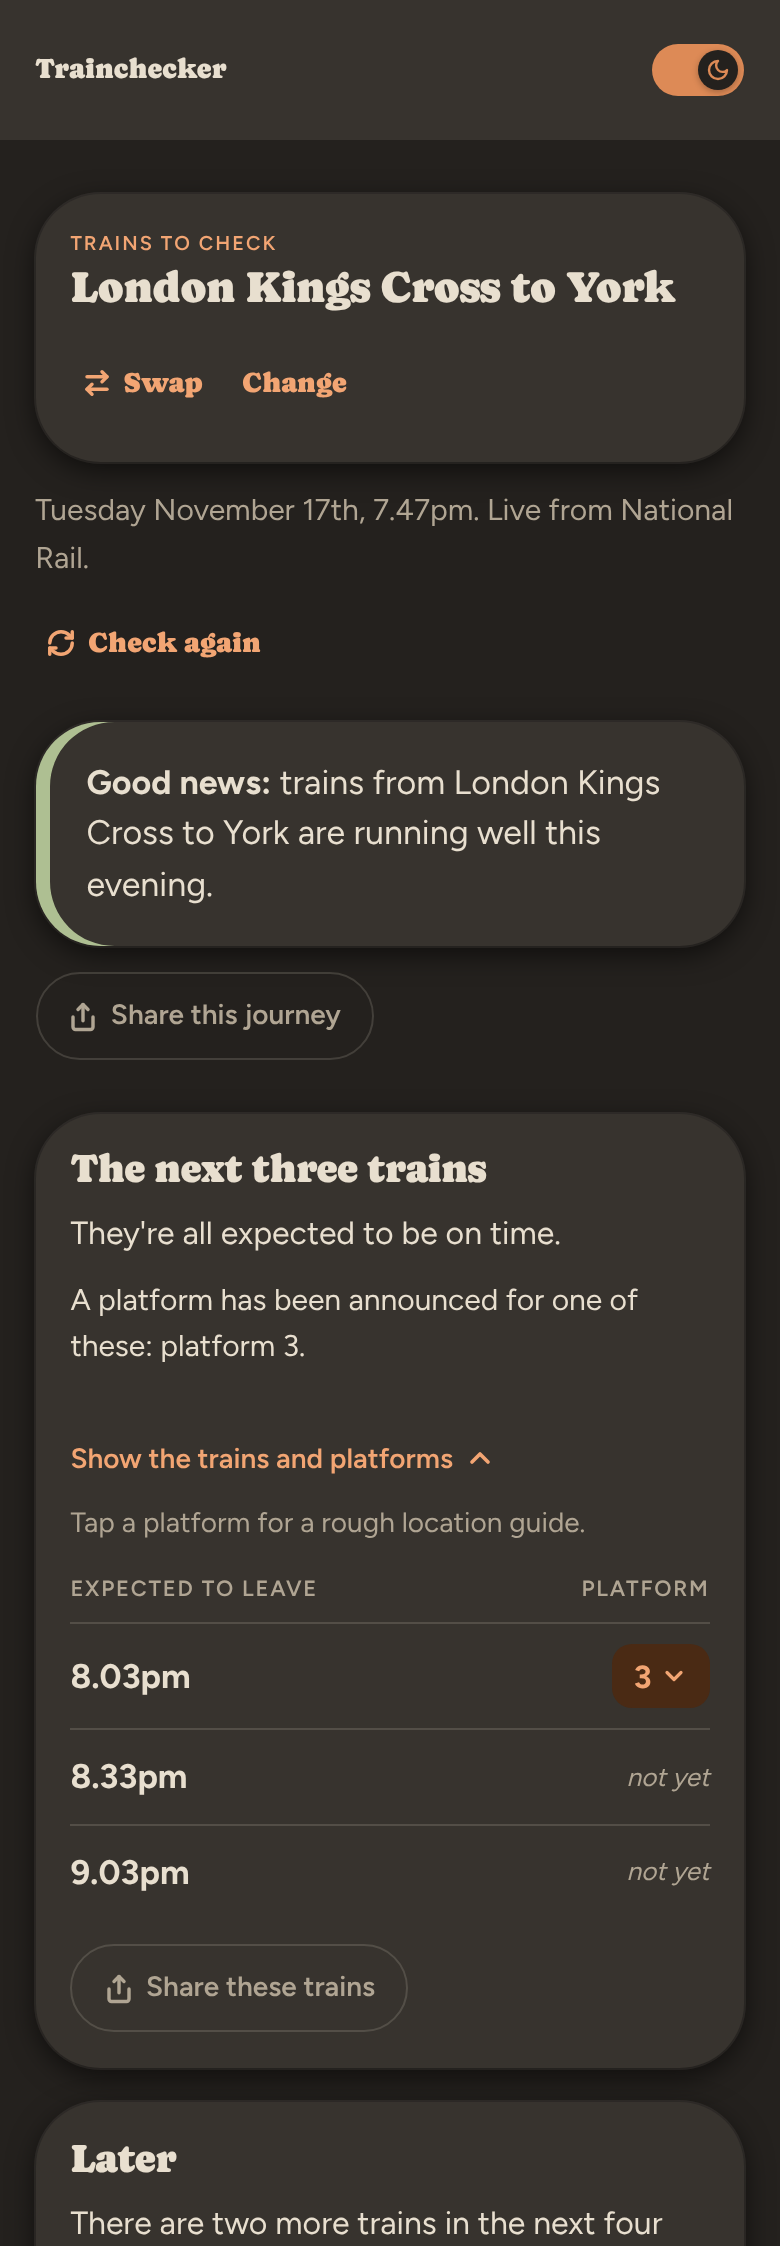 Trainchecker
TRAINS TO CHECK
London Kings Cross to York
Swap Change
Tuesday November 17th, 7.47pm. Live from National
Rail.
Check again
Good news: trains from London Kings
Cross to York are running well this
evening.
Share this journey
The next three trains
They're all expected to be on time.
A platform has been announced for one of
these: platform 3.
Show the trains and platforms
Tap a platform for a rough location guide.
EXPECTED TO LEAVE PLATFORM
8.03pm 3
8.33pm not yet
9.03pm not yet
Share these trains
Later
There are two more trains in the next four